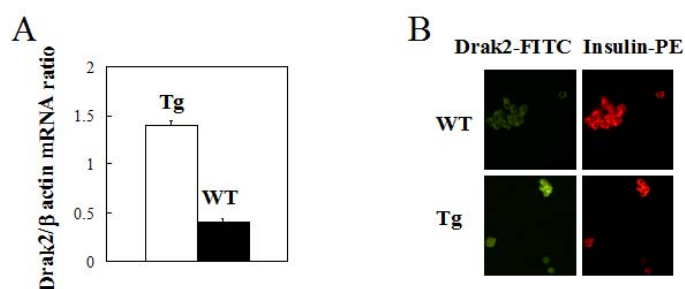 A
Drak2/β actin mRNA ratio
2
1.5
1
0.5
0
Tg
WT
B
Drak2-FITC Insulin-PE
WT
Tg